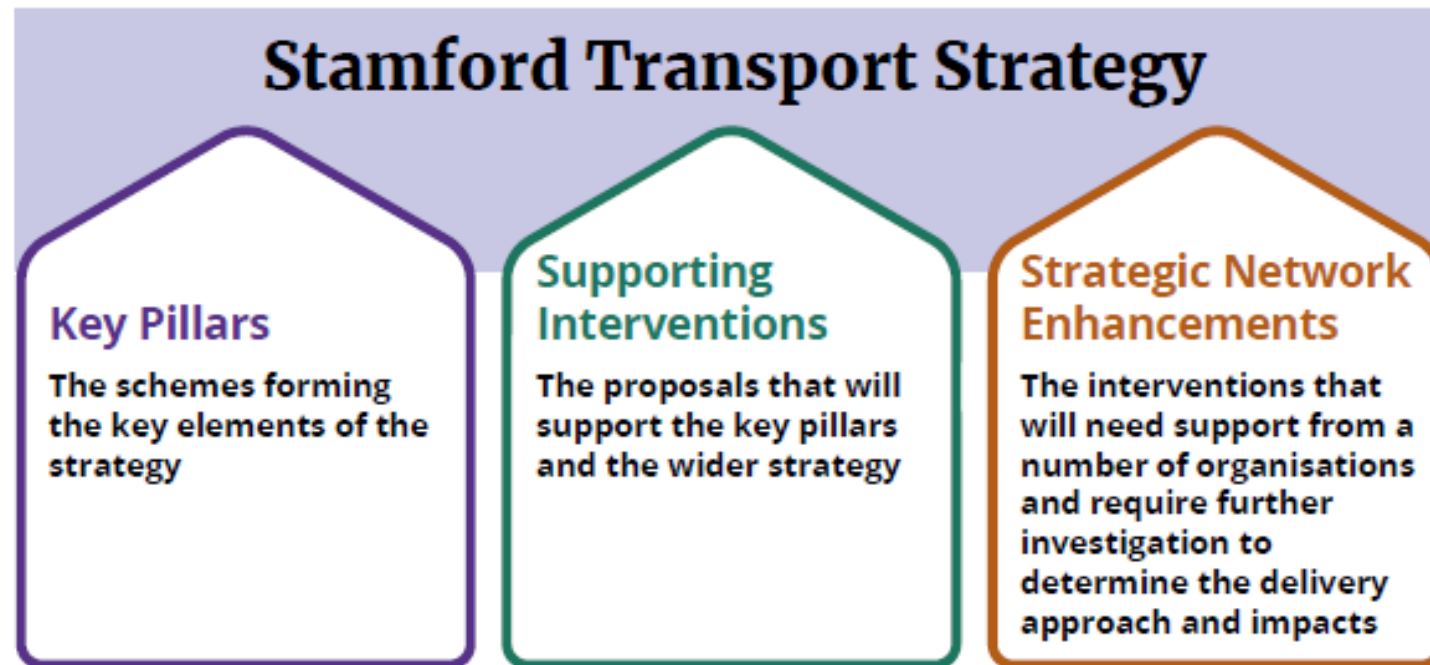 Stamford Transport Strategy
Key Pillars
The schemes forming
the key elements of the
strategy
Supporting
Interventions
The proposals that will
support the key pillars
and the wider strategy
Strategic Network
Enhancements
The interventions that
will need support from a
number of organisations
and require further
investigation to
determine the delivery
approach and impacts